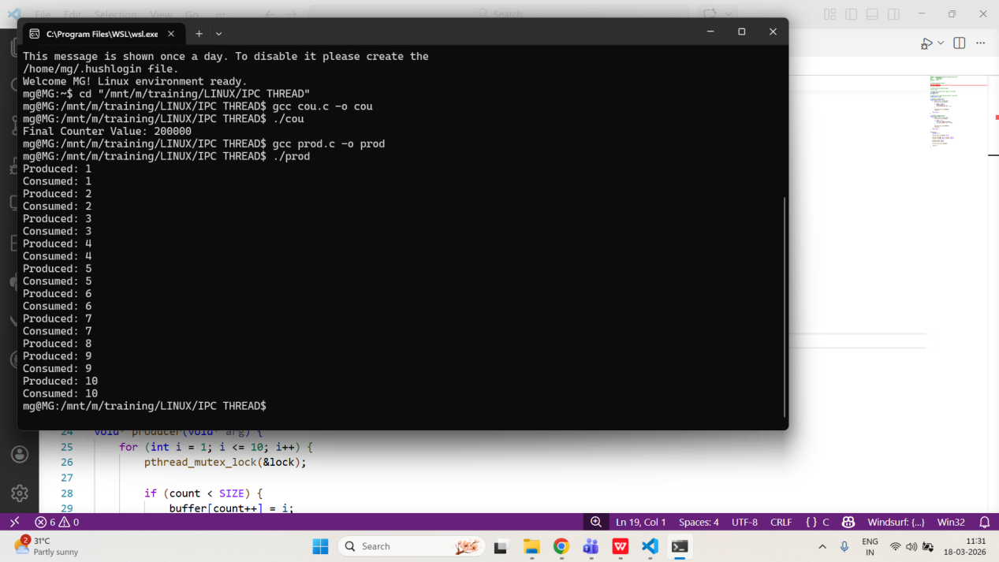 File Edit Selection View Go ... Search
C:\Program Files\WSL\wsl.exe
This message is shown once a day. To disable it please create the
/home/mg/.hushlogin file.
Welcome MG! Linux environment ready.
mg@MG:~$ cd "/mnt/m/training/LINUX/IPC THREAD"
mg@MG:/mnt/m/training/LINUX/IPC THREAD$ gcc cou.c -o cou
mg@MG:/mnt/m/training/LINUX/IPC THREAD$ ./cou
Final Counter Value: 200000
mg@MG:/mnt/m/training/LINUX/IPC THREAD$ gcc prod.c -o prod
mg@MG:/mnt/m/training/LINUX/IPC THREAD$ ./prod
Produced: 1
Consumed: 1
Produced: 2
Consumed: 2
Produced: 3
Consumed: 3
Produced: 4
Consumed: 4
Produced: 5
Consumed: 5
Produced: 6
Consumed: 6
Produced: 7
Consumed: 7
Produced: 8
Produced: 9
Consumed: 9
Produced: 10
Consumed: 10
mg@MG:/mnt/m/training/LINUX/IPC THREAD$
24 void* producer(void* arg) {
25 for (int i = 1; i <= 10; i++) {
26 pthread_mutex_lock(&lock);
27
28 if (count < SIZE) {
29 buffer[count++] = i;
6 0 Ln 19, Col 1 Spaces: 4 UTF-8 CRLF { } C Windsurf: {...} Win32
2 31°C
Partly sunny
Search
ENG
IN
11:31
18-03-2026